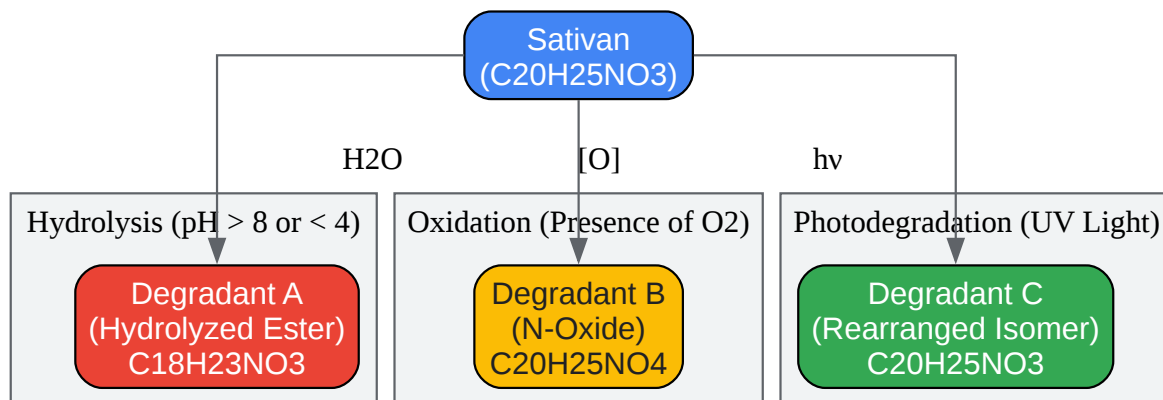 Sativan
(C20H25NO3)
H2O
[O]
hν
Hydrolysis (pH > 8 or < 4)
Oxidation (Presence of O2)
Photodegradation (UV Light)
Degradant A
(Hydrolyzed Ester)
C18H23NO3
Degradant B
(N-Oxide)
C20H25NO4
Degradant C
(Rearranged Isomer)
C20H25NO3